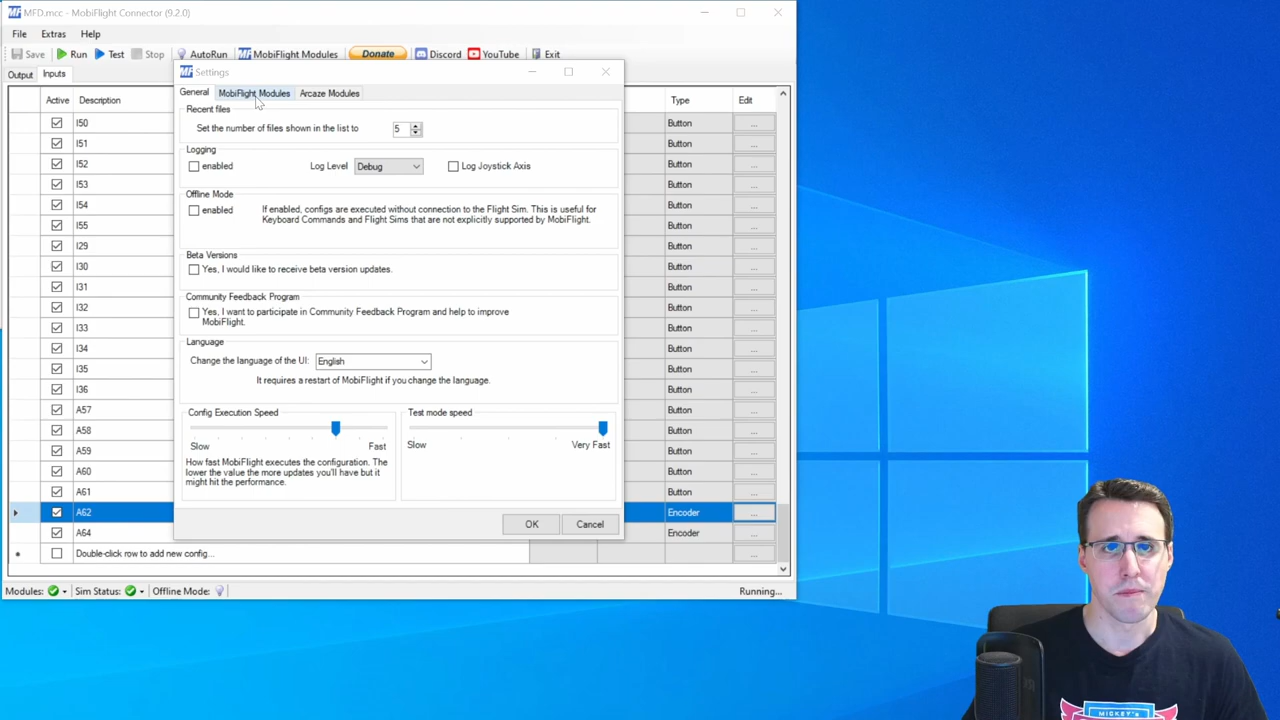 MFD.mcc - MobiFlight Connector (9.2.0)
File Extras Help
Save Run Test Stop AutoRun MobiFlight Modules Donate Discord YouTube Exit
Output Inputs
Active Description Type Edit
Settings
General MobiFlight Modules Arcaze Modules
Recent files
Set the number of files shown in the list to 5
Logging
enabled Log Level Debug Log Joystick Axis
Offline Mode
enabled If enabled, configs are executed without connection to the Flight Sim. This is useful for
Keyboard Commands and Flight Sims that are not explicitly supported by MobiFlight.
Beta Versions
Yes, I would like to receive beta version updates.
Community Feedback Program
Yes, I want to participate in Community Feedback Program and help to improve
MobiFlight.
Language
Change the language of the UI: English
It requires a restart of MobiFlight if you change the language.
Config Execution Speed
Slow Fast
How fast MobiFlight executes the configuration. The
lower the value the more updates you'll have but it
might hit the performance.
Test mode speed
Slow Very Fast
OK Cancel
I50 Button ...
I51 Button ...
I52 Button ...
I53 Button ...
I54 Button ...
I55 Button ...
I29 Button ...
I30 Button ...
I31 Button ...
I32 Button ...
I33 Button ...
I34 Button ...
I35 Button ...
I36 Button ...
A57 Button ...
A58 Button ...
A59 Button ...
A60 Button ...
A61 Button ...
A62 Encoder ...
A64 Encoder ...
Double-click row to add new config... ...
Modules: Sim Status: Offline Mode: Running...
MICKEY's